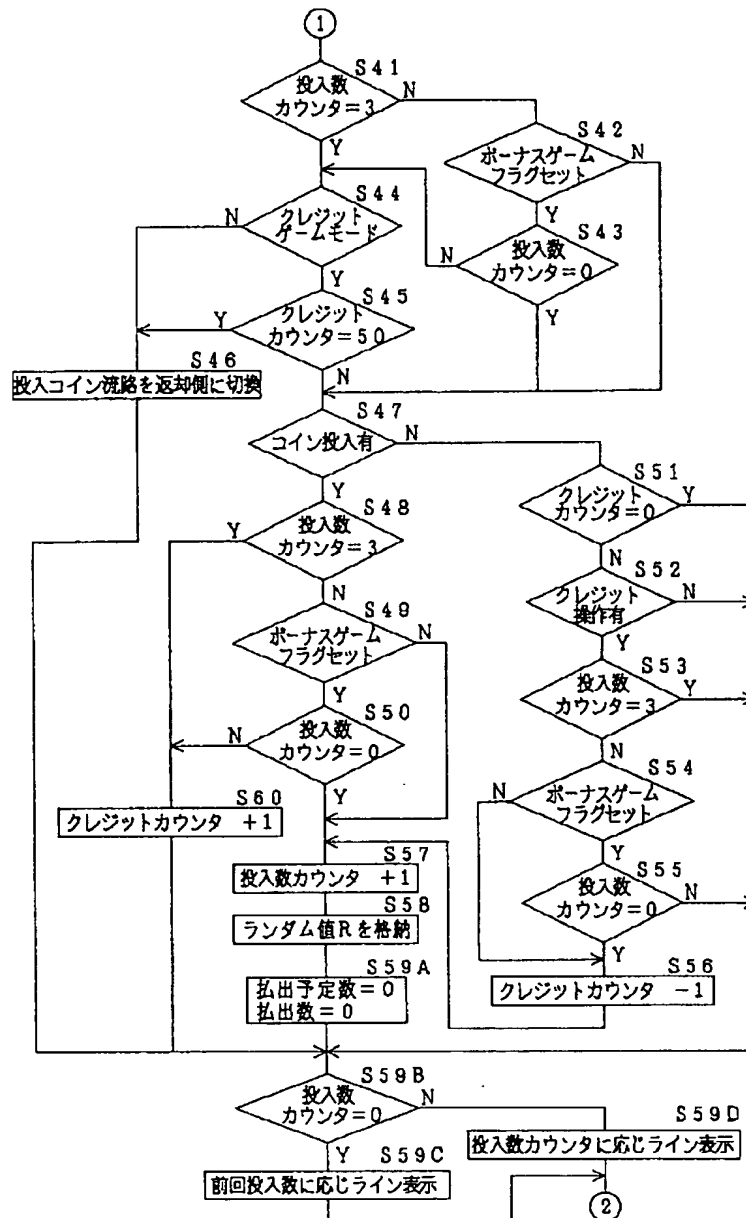 1
S41
投入数
カウンタ=3
N
Y
S42
ボーナスゲーム
フラグセット
N
Y
S43
投入数
カウンタ=0
N
Y
S44
クレジット
ゲームモード
N
Y
S45
クレジット
カウンタ=50
Y
N
S46
投入コイン流路を返却側に切換
S47
コイン投入有
N
Y
S48
投入数
カウンタ=3
Y
N
S49
ボーナスゲーム
フラグセット
N
Y
S50
投入数
カウンタ=0
N
Y
S60
クレジットカウンタ +1
S51
クレジット
カウンタ=0
Y
N
S52
クレジット
操作有
N
Y
S53
投入数
カウンタ=3
Y
N
S54
ボーナスゲーム
フラグセット
N
Y
S55
投入数
カウンタ=0
N
Y
S56
クレジットカウンタ -1
S57
投入数カウンタ +1
S58
ランダム値Rを格納
S59A
払出予定数=0
払出数=0
S59B
投入数
カウンタ=0
N
Y
S59C
前回投入数に応じライン表示
S59D
投入数カウンタに応じライン表示
2